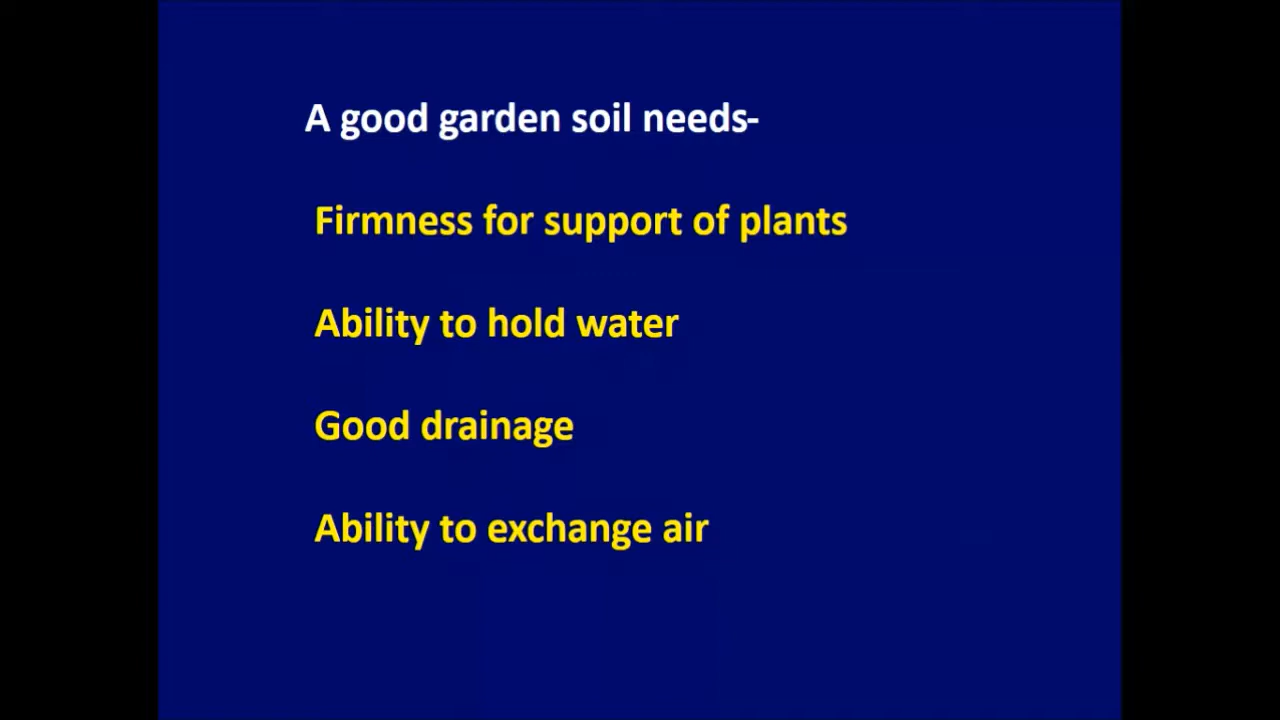 A good garden soil needs-
Firmness for support of plants
Ability to hold water
Good drainage
Ability to exchange air